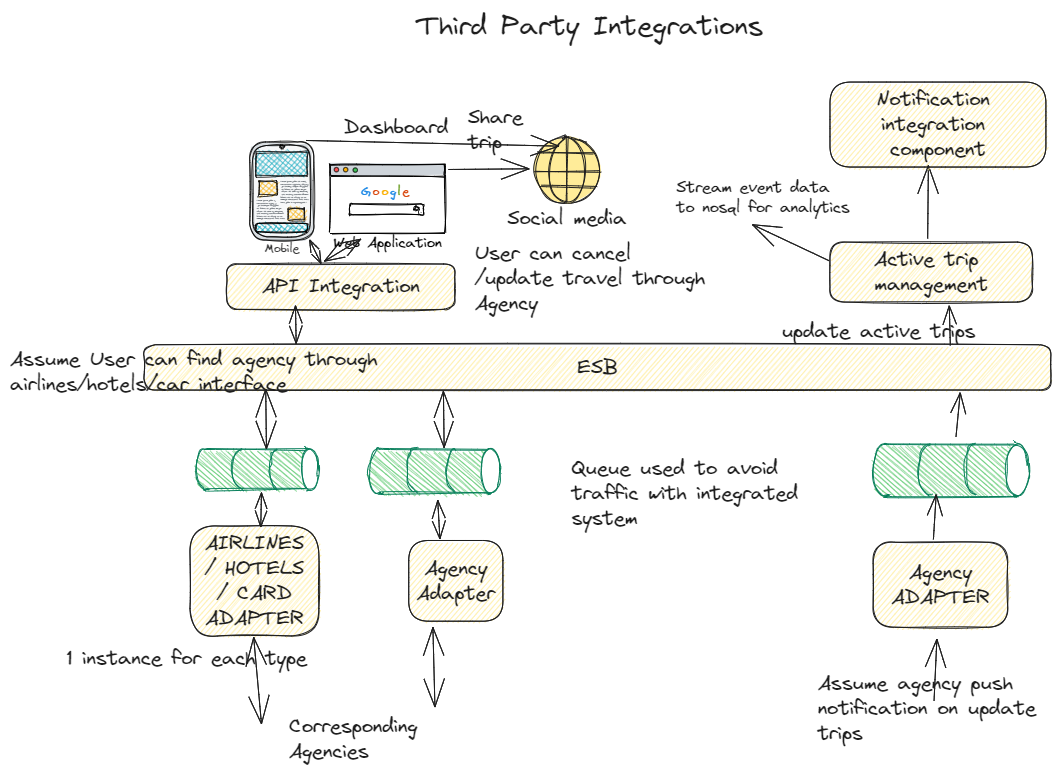 Third Party Integrations
Notification
integration
component
Dashboard
Share
trip
Google
Social media
Mobile
Web Application
Stream event data
to nosql for analytics
User can cancel
/update travel through
Agency
API Integration
Active trip
management
update active trips
Assume User can find agency through
airlines/hotels/car interface
ESB
Queue used to avoid
traffic with integrated
system
AIRLINES
/ HOTELS
/ CARD
ADAPTER
Agency
Adapter
Agency
ADAPTER
1 instance for each type
Corresponding
Agencies
Assume agency push
notification on update
trips